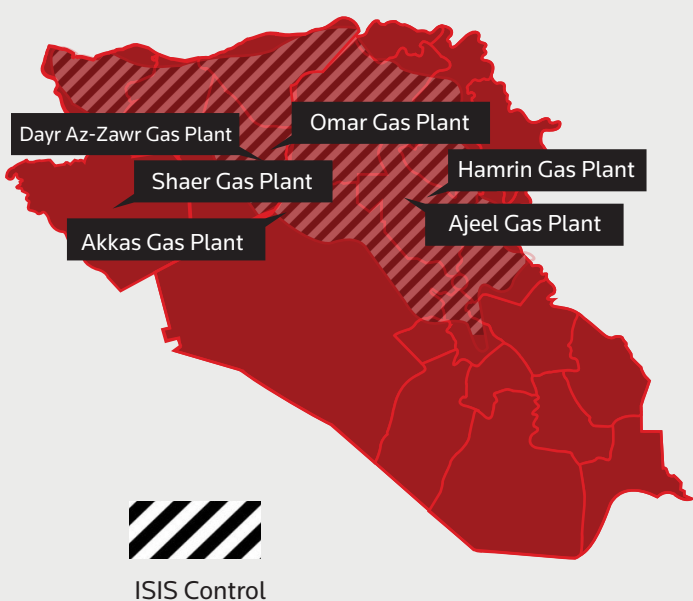 Omar Gas Plant
Dayr Az-Zawr Gas Plant
Hamrin Gas Plant
Shaer Gas Plant
Ajeel Gas Plant
Akkas Gas Plant
ISIS Control